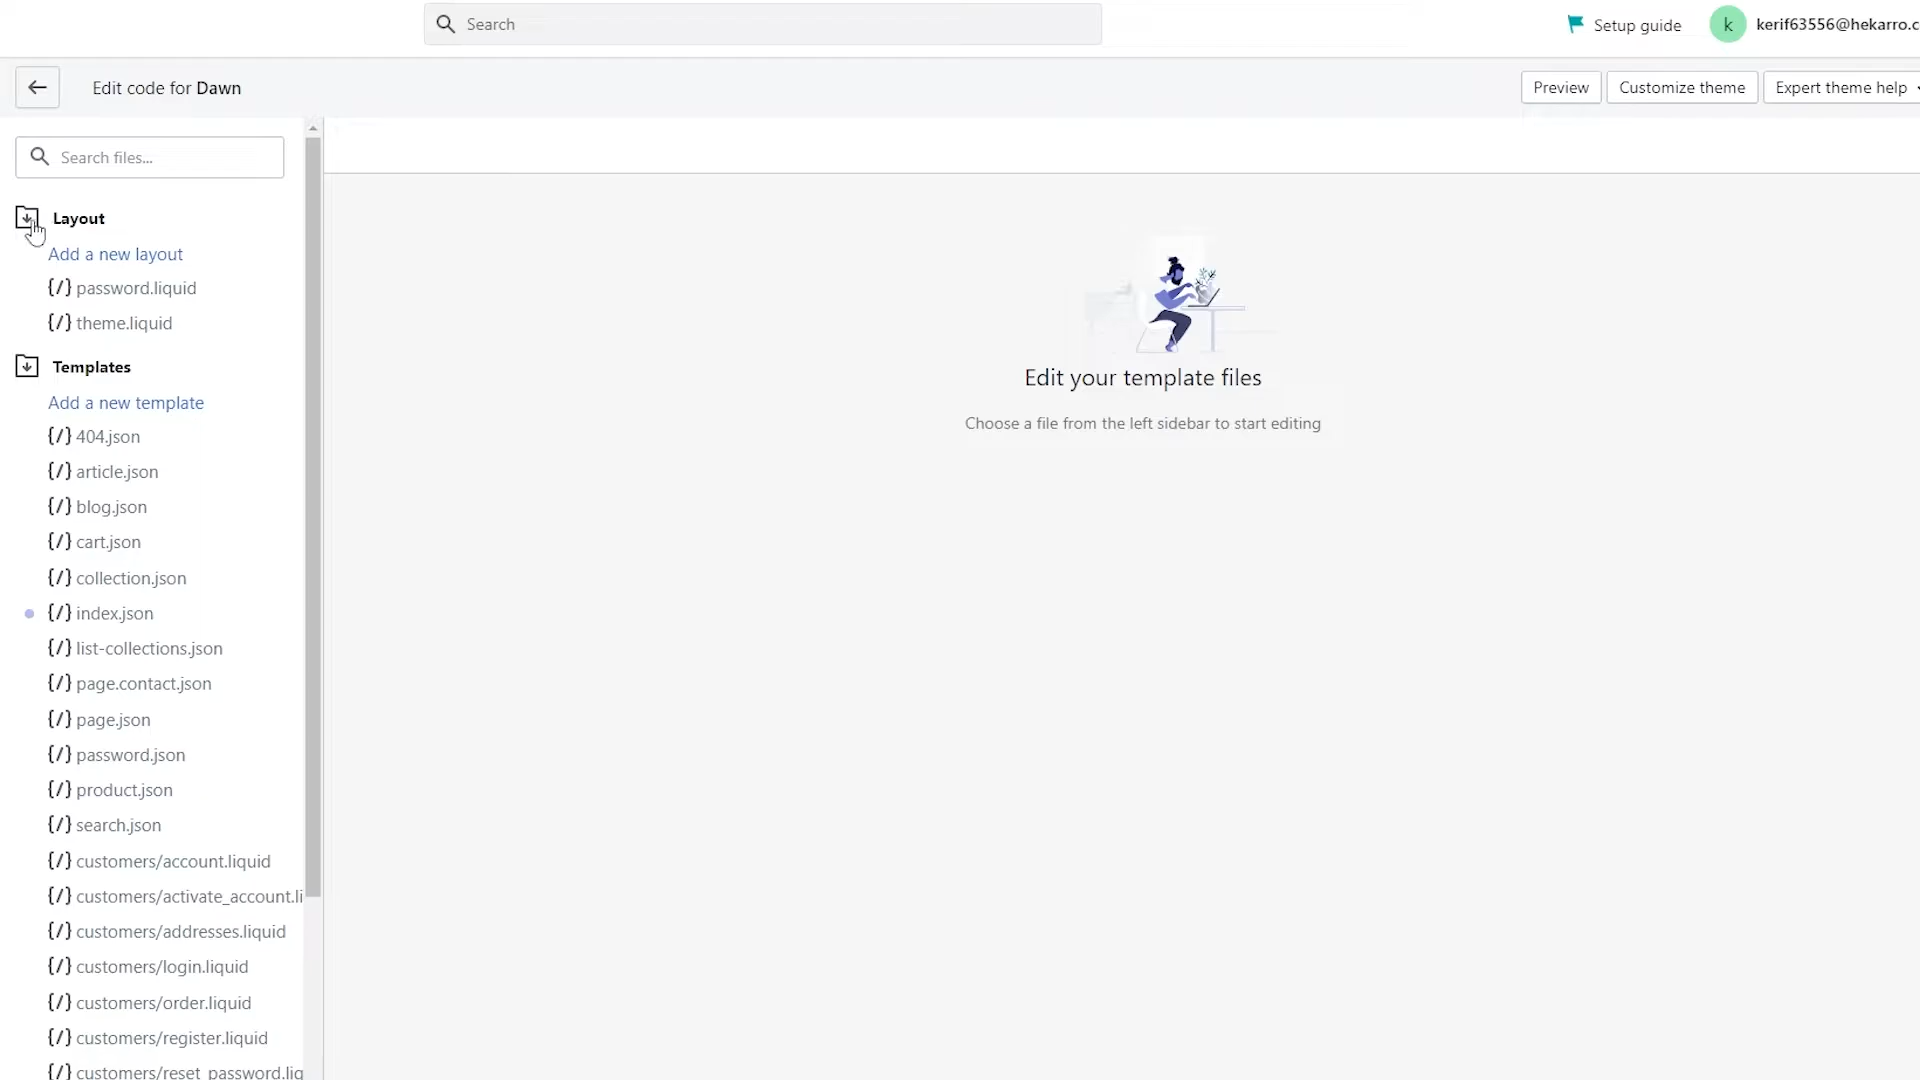 Search
Setup guide
k
kerif63556@hekarro.c
Edit code for Dawn
Preview
Customize theme
Expert theme help
Search files...
Layout
Add a new layout
{/} password.liquid
{/} theme.liquid
Templates
Add a new template
{/} 404.json
{/} article.json
{/} blog.json
{/} cart.json
{/} collection.json
{/} index.json
{/} list-collections.json
{/} page.contact.json
{/} page.json
{/} password.json
{/} product.json
{/} search.json
{/} customers/account.liquid
{/} customers/activate_account.li
{/} customers/addresses.liquid
{/} customers/login.liquid
{/} customers/order.liquid
{/} customers/register.liquid
{/} customers/reset_password.liq
Edit your template files
Choose a file from the left sidebar to start editing